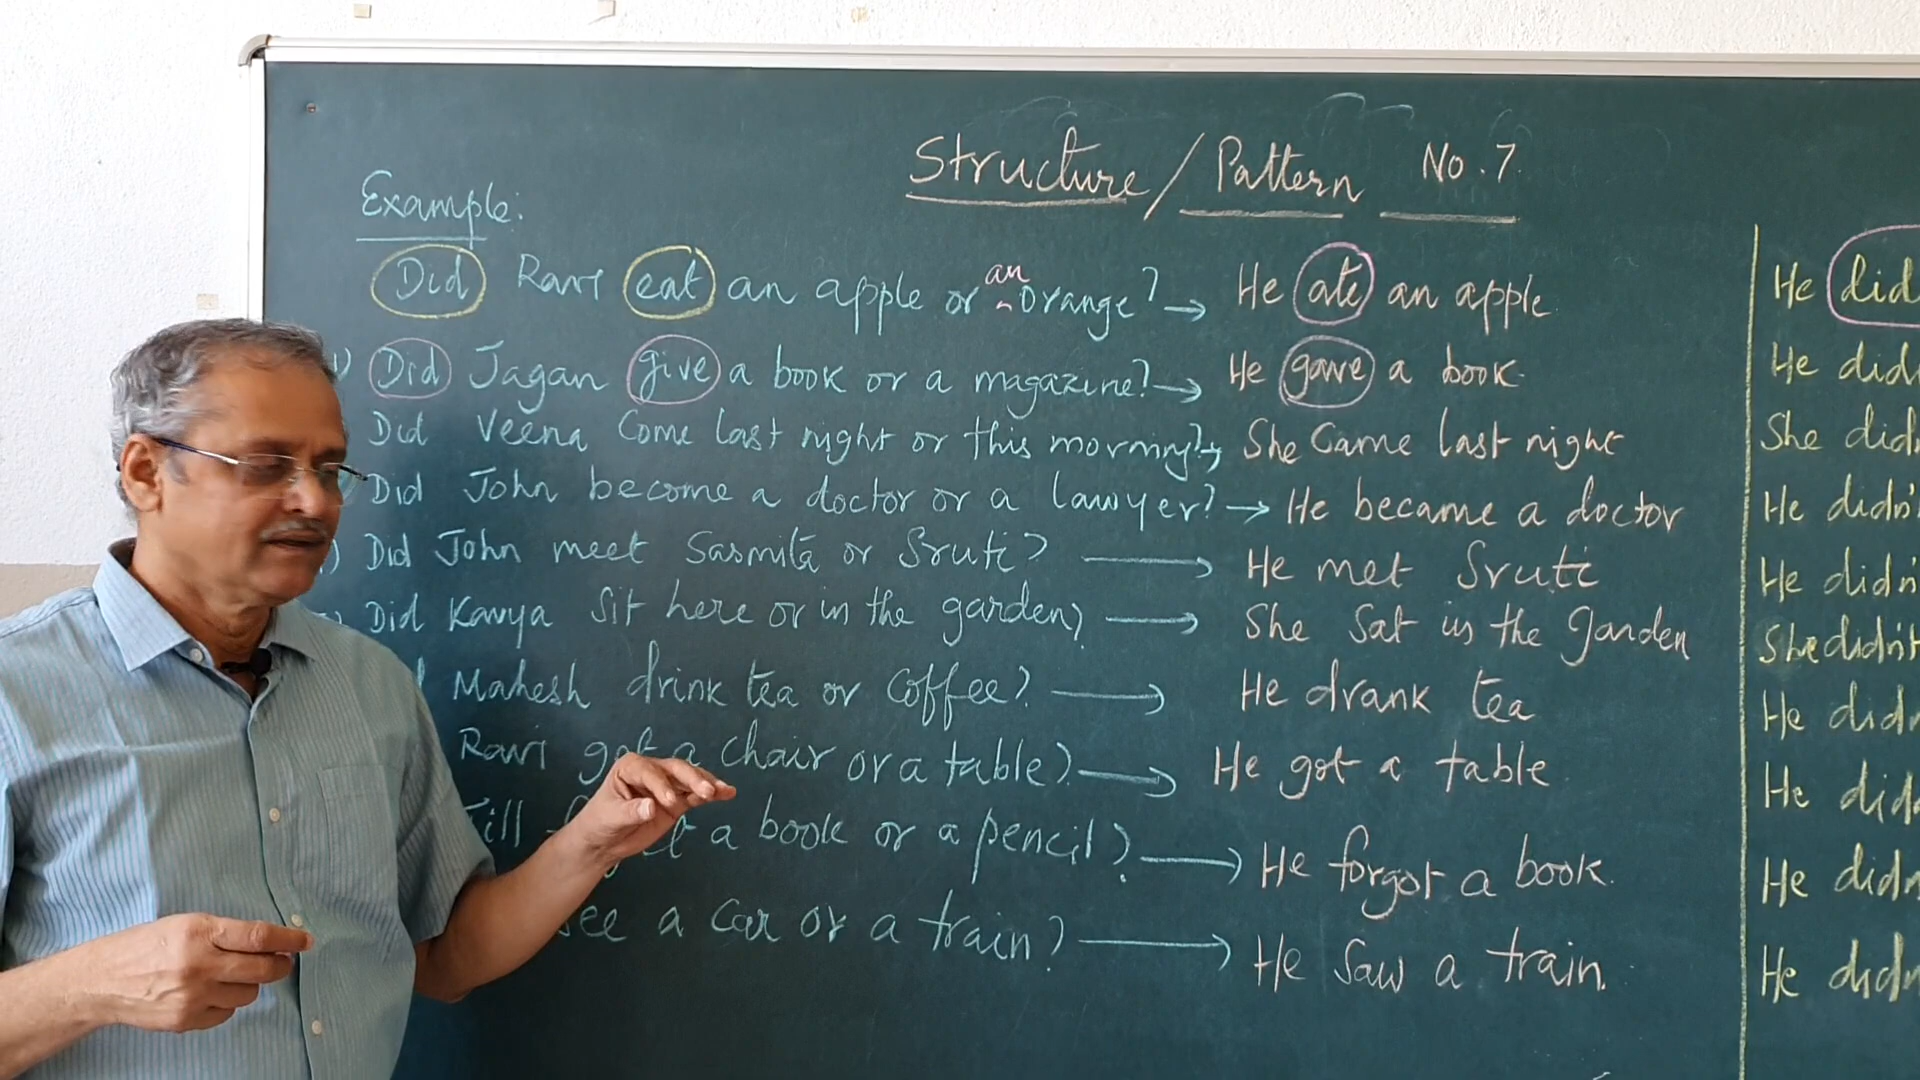 Structure / Pattern No.7
Example:
Did Ravi eat an apple or an Orange? → He ate an apple. He did
1) Did Jagan give a book or a magazine? → He gave a book. He did
Did Veena Come last night or this morning? → She Came last night She did
Did John become a doctor or a lawyer? → He became a doctor He didn'
) Did John meet Sasmita or Sruti? → He met Sruti He didn'
Did Kavya Sit here or in the garden? → She Sat in the garden She didn't
Mahesh drink tea or Coffee? → He drank tea He did
Ravi a chair or a table? → He got a table He did
a book or a pencil? → He forgot a book. He didn
a Car or a train? → He Saw a train. He didn